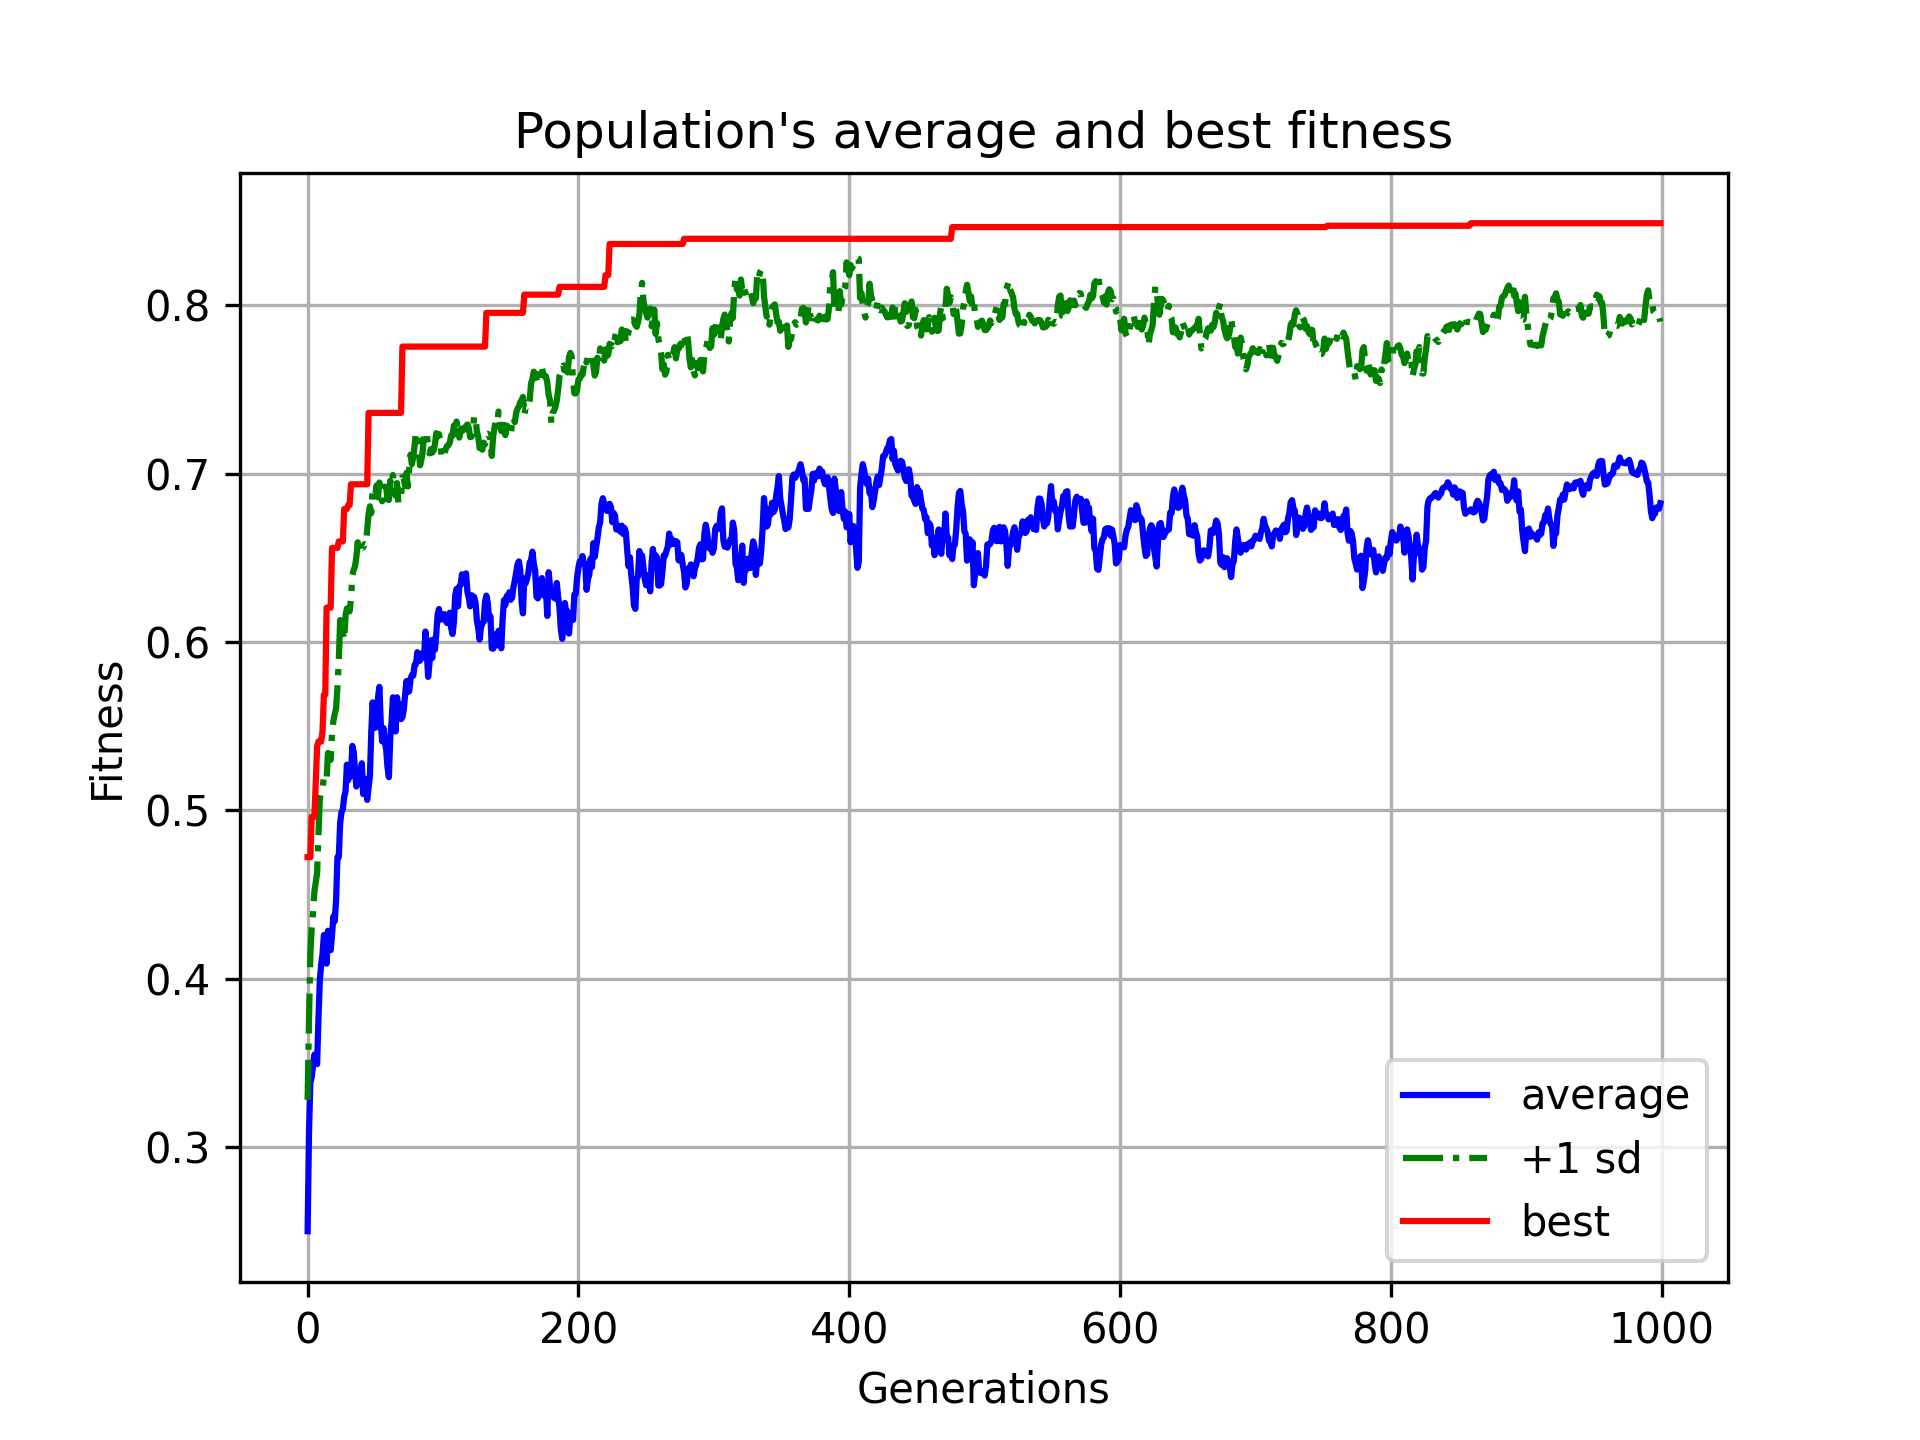 Population's average and best fitness
Fitness
0.8
0.7
0.6
0.5
0.4
0.3
0 200 400 600 800 1000
Generations
average
+1 sd
best